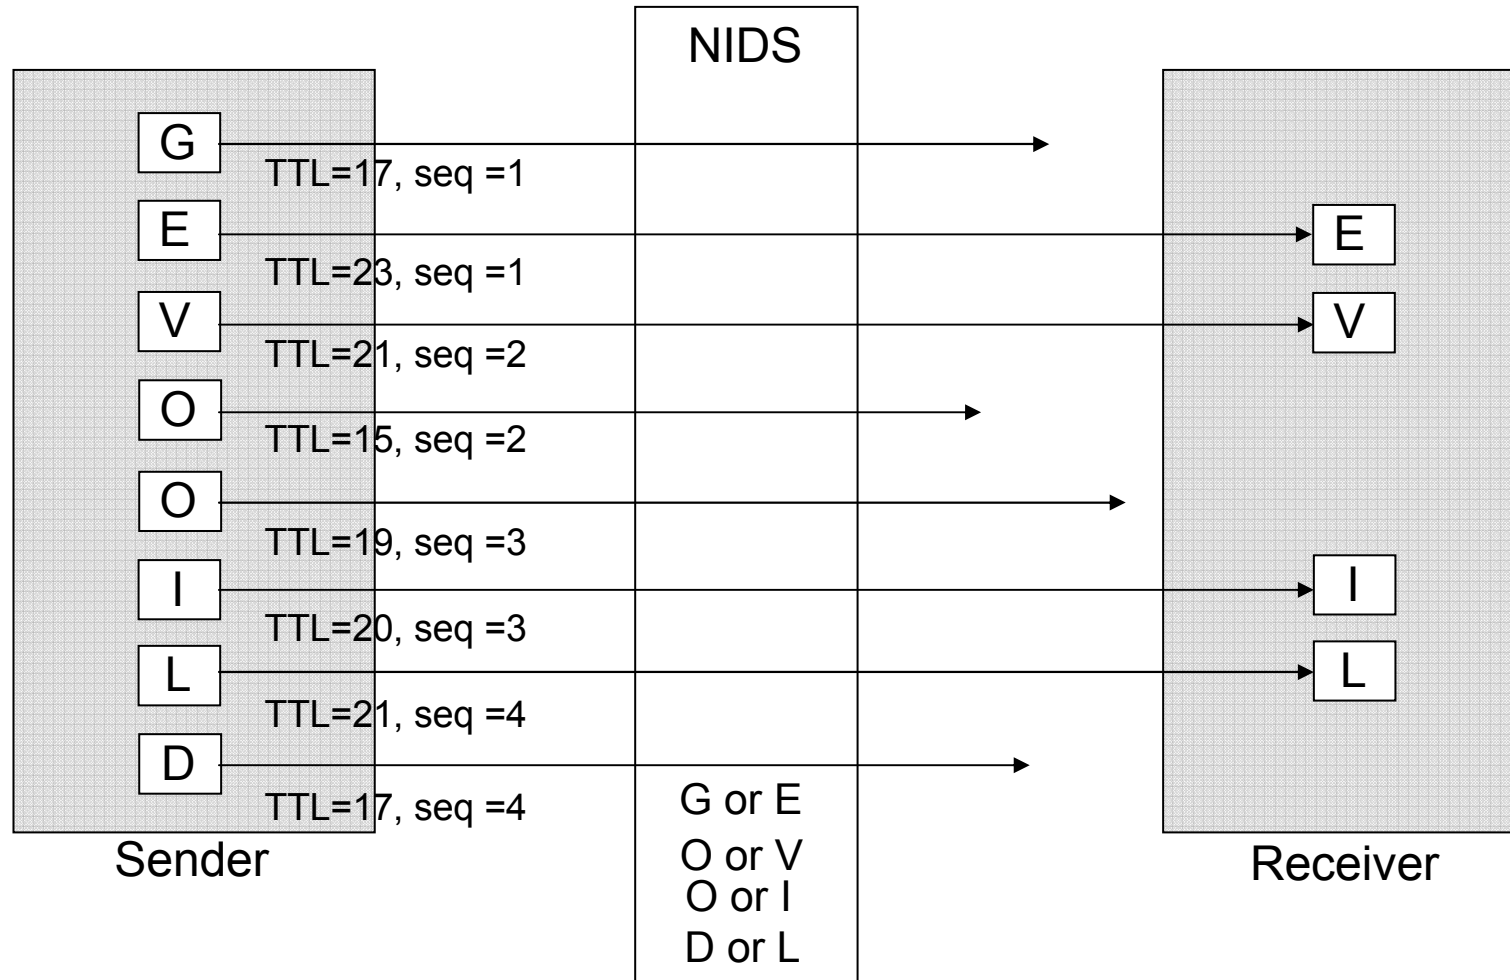 NIDS
G
TTL=17, seq =1
E
E
TTL=23, seq =1
V
V
TTL=21, seq =2
O
TTL=15, seq =2
O
TTL=19, seq =3
I
I
TTL=20, seq =3
L
L
TTL=21, seq =4
D
TTL=17, seq =4
G or E
O or V
O or I
D or L
Sender
Receiver